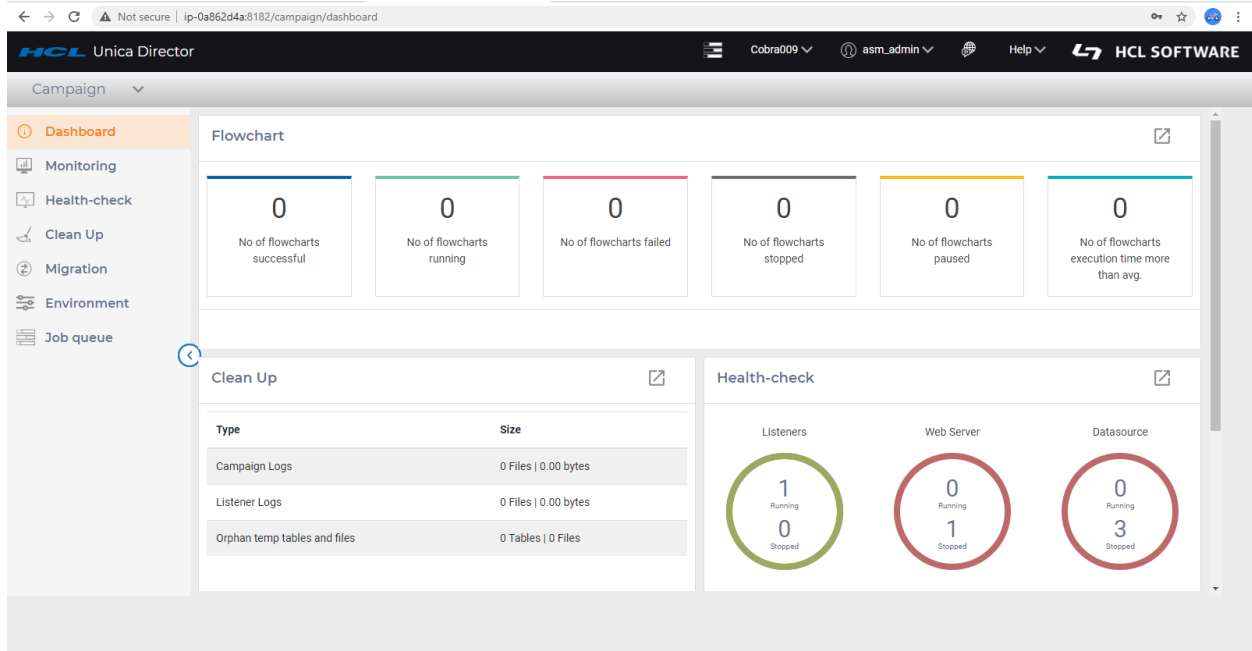 Not secure | ip-0a862d4a:8182/campaign/dashboard
HCL Unica Director Cobra009 asm_admin Help HCL SOFTWARE
Campaign
Dashboard
Monitoring
Health-check
Clean Up
Migration
Environment
Job queue
Flowchart
0
No of flowcharts
successful
0
No of flowcharts
running
0
No of flowcharts failed
0
No of flowcharts
stopped
0
No of flowcharts
paused
0
No of flowcharts
execution time more
than avg.
Clean Up
Type Size
Campaign Logs 0 Files | 0.00 bytes
Listener Logs 0 Files | 0.00 bytes
Orphan temp tables and files 0 Tables | 0 Files
Health-check
Listeners
1
Running
0
Stopped
Web Server
0
Running
1
Stopped
Datasource
0
Running
3
Stopped